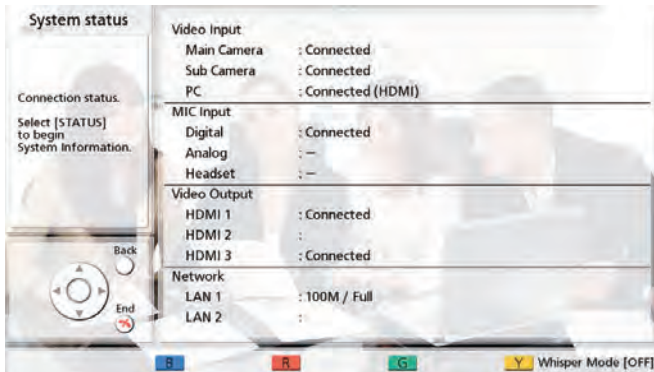 System status
Connection status.
Select [STATUS]
to begin
System Information.
Back
End
Video Input
Main Camera : Connected
Sub Camera : Connected
PC : Connected (HDMI)
MIC Input
Digital : Connected
Analog : –
Headset : –
Video Output
HDMI 1 : Connected
HDMI 2 :
HDMI 3 : Connected
Network
LAN 1 : 100M / Full
LAN 2 :
B R G Y Whisper Mode [OFF]